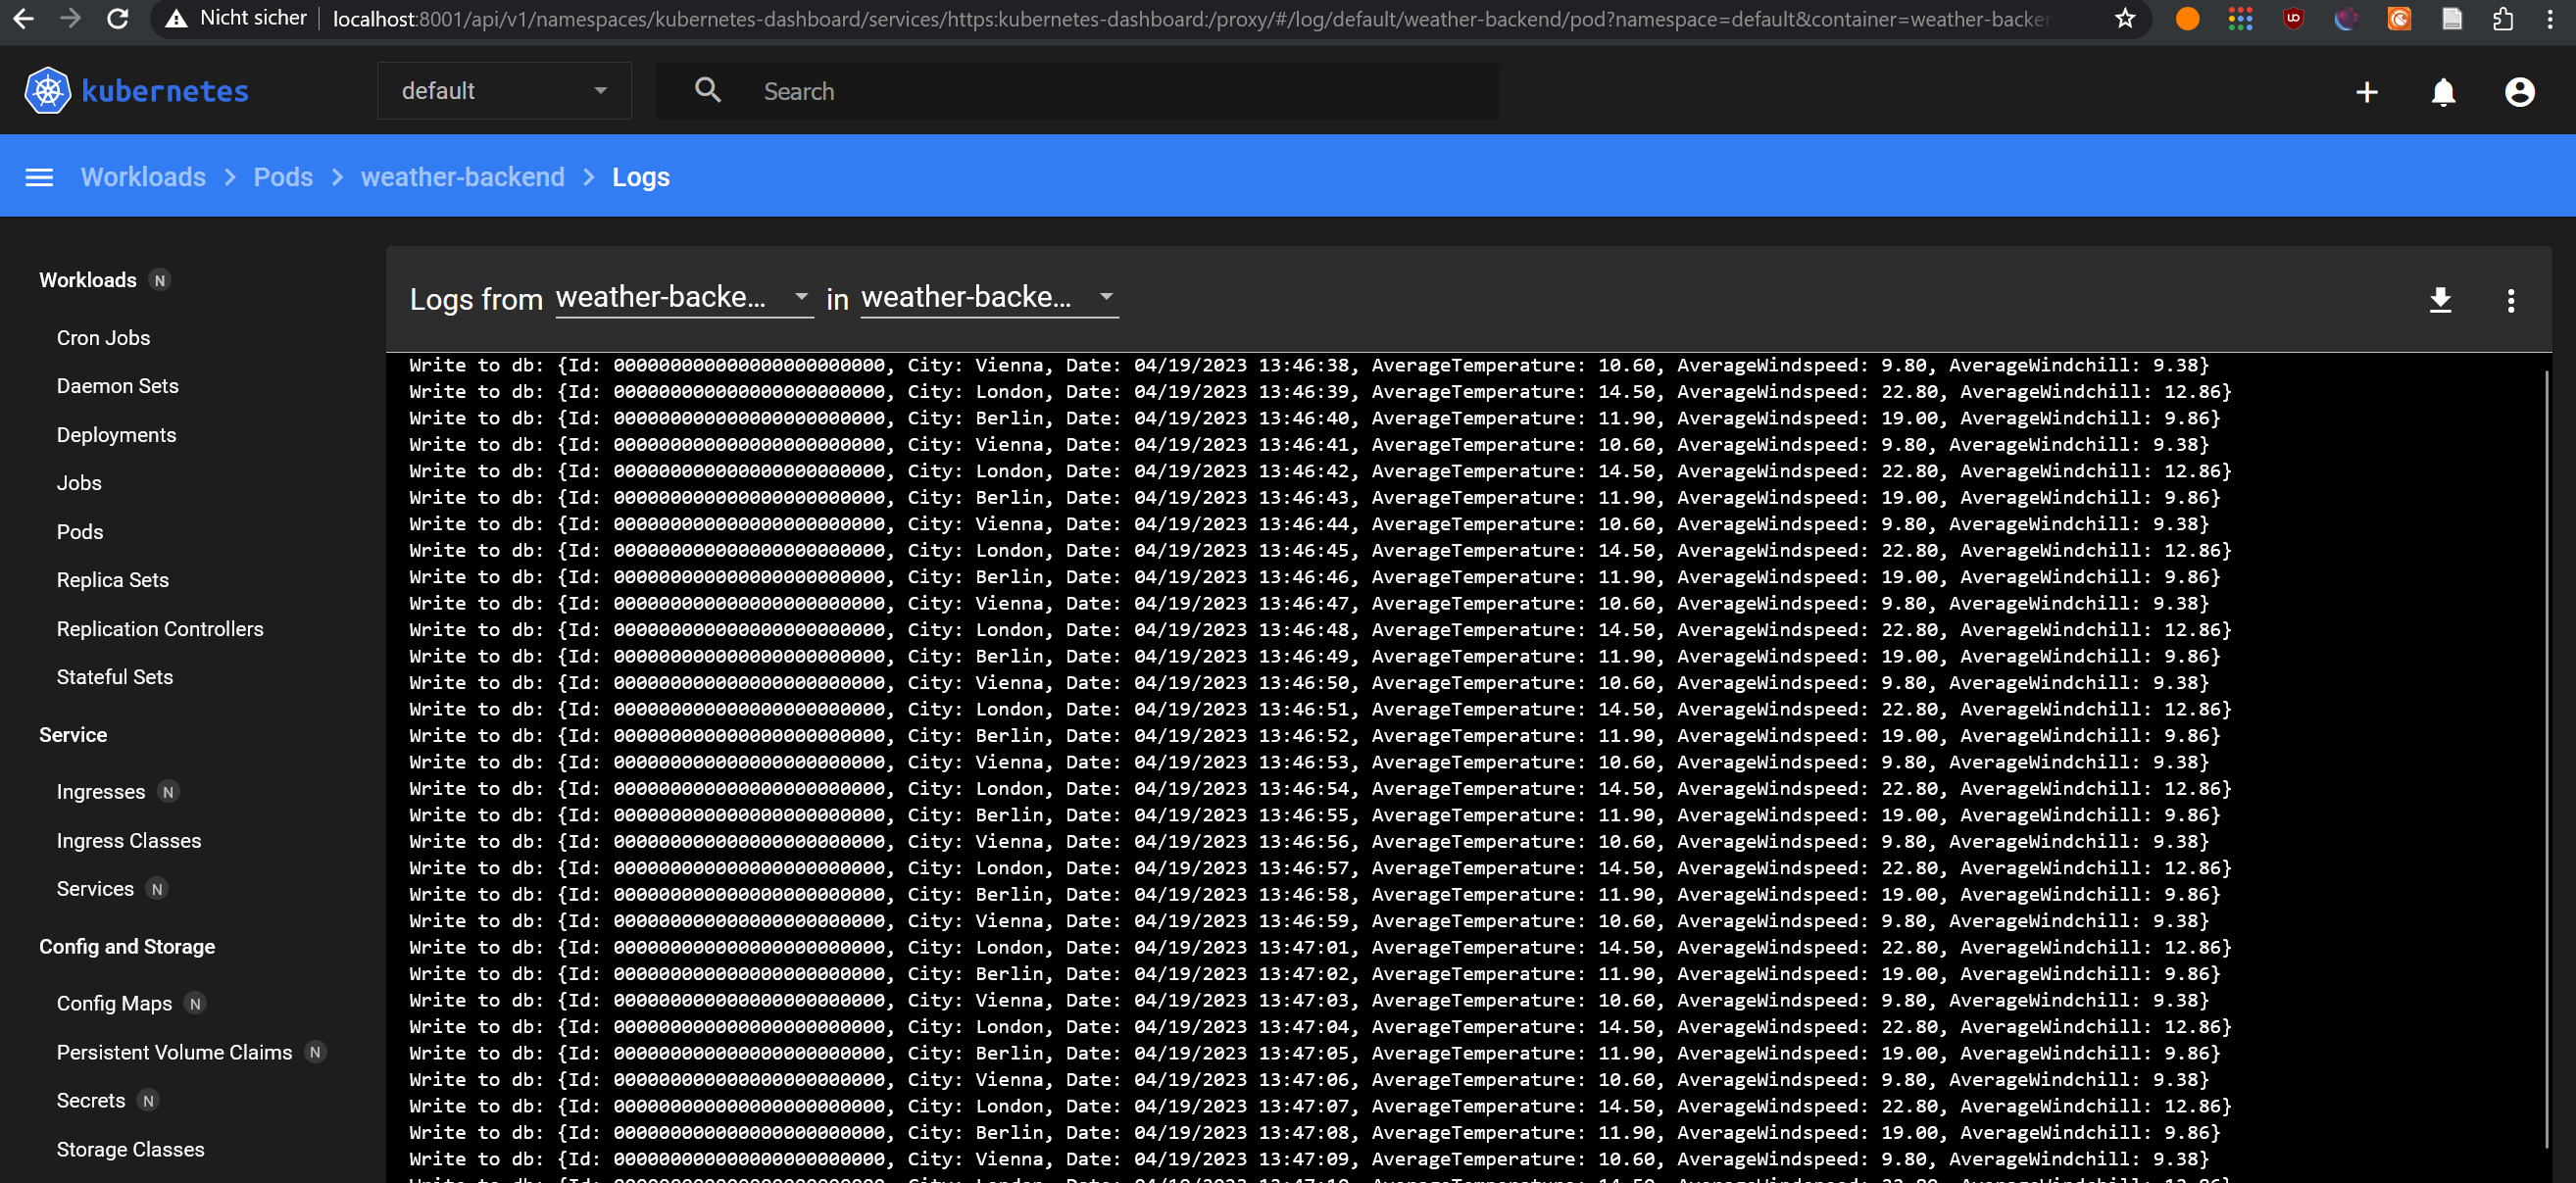 Nicht sicher localhost:8001/api/v1/namespaces/kubernetes-dashboard/services/https:kubernetes-dashboard:/proxy/#/log/default/weather-backend/pod?namespace=default&container=weather-backen
kubernetes default Search
Workloads > Pods > weather-backend > Logs
Workloads N
Cron Jobs
Daemon Sets
Deployments
Jobs
Pods
Replica Sets
Replication Controllers
Stateful Sets
Service
Ingresses N
Ingress Classes
Services N
Config and Storage
Config Maps N
Persistent Volume Claims N
Secrets N
Storage Classes
Logs from weather-backe... in weather-backe...
Write to db: {Id: 000000000000000000000000, City: Vienna, Date: 04/19/2023 13:46:38, AverageTemperature: 10.60, AverageWindspeed: 9.80, AverageWindchill: 9.38}
Write to db: {Id: 000000000000000000000000, City: London, Date: 04/19/2023 13:46:39, AverageTemperature: 14.50, AverageWindspeed: 22.80, AverageWindchill: 12.86}
Write to db: {Id: 000000000000000000000000, City: Berlin, Date: 04/19/2023 13:46:40, AverageTemperature: 11.90, AverageWindspeed: 19.00, AverageWindchill: 9.86}
Write to db: {Id: 000000000000000000000000, City: Vienna, Date: 04/19/2023 13:46:41, AverageTemperature: 10.60, AverageWindspeed: 9.80, AverageWindchill: 9.38}
Write to db: {Id: 000000000000000000000000, City: London, Date: 04/19/2023 13:46:42, AverageTemperature: 14.50, AverageWindspeed: 22.80, AverageWindchill: 12.86}
Write to db: {Id: 000000000000000000000000, City: Berlin, Date: 04/19/2023 13:46:43, AverageTemperature: 11.90, AverageWindspeed: 19.00, AverageWindchill: 9.86}
Write to db: {Id: 000000000000000000000000, City: Vienna, Date: 04/19/2023 13:46:44, AverageTemperature: 10.60, AverageWindspeed: 9.80, AverageWindchill: 9.38}
Write to db: {Id: 000000000000000000000000, City: London, Date: 04/19/2023 13:46:45, AverageTemperature: 14.50, AverageWindspeed: 22.80, AverageWindchill: 12.86}
Write to db: {Id: 000000000000000000000000, City: Berlin, Date: 04/19/2023 13:46:46, AverageTemperature: 11.90, AverageWindspeed: 19.00, AverageWindchill: 9.86}
Write to db: {Id: 000000000000000000000000, City: Vienna, Date: 04/19/2023 13:46:47, AverageTemperature: 10.60, AverageWindspeed: 9.80, AverageWindchill: 9.38}
Write to db: {Id: 000000000000000000000000, City: London, Date: 04/19/2023 13:46:48, AverageTemperature: 14.50, AverageWindspeed: 22.80, AverageWindchill: 12.86}
Write to db: {Id: 000000000000000000000000, City: Berlin, Date: 04/19/2023 13:46:49, AverageTemperature: 11.90, AverageWindspeed: 19.00, AverageWindchill: 9.86}
Write to db: {Id: 000000000000000000000000, City: Vienna, Date: 04/19/2023 13:46:50, AverageTemperature: 10.60, AverageWindspeed: 9.80, AverageWindchill: 9.38}
Write to db: {Id: 000000000000000000000000, City: London, Date: 04/19/2023 13:46:51, AverageTemperature: 14.50, AverageWindspeed: 22.80, AverageWindchill: 12.86}
Write to db: {Id: 000000000000000000000000, City: Berlin, Date: 04/19/2023 13:46:52, AverageTemperature: 11.90, AverageWindspeed: 19.00, AverageWindchill: 9.86}
Write to db: {Id: 000000000000000000000000, City: Vienna, Date: 04/19/2023 13:46:53, AverageTemperature: 10.60, AverageWindspeed: 9.80, AverageWindchill: 9.38}
Write to db: {Id: 000000000000000000000000, City: London, Date: 04/19/2023 13:46:54, AverageTemperature: 14.50, AverageWindspeed: 22.80, AverageWindchill: 12.86}
Write to db: {Id: 000000000000000000000000, City: Berlin, Date: 04/19/2023 13:46:55, AverageTemperature: 11.90, AverageWindspeed: 19.00, AverageWindchill: 9.86}
Write to db: {Id: 000000000000000000000000, City: Vienna, Date: 04/19/2023 13:46:56, AverageTemperature: 10.60, AverageWindspeed: 9.80, AverageWindchill: 9.38}
Write to db: {Id: 000000000000000000000000, City: London, Date: 04/19/2023 13:46:57, AverageTemperature: 14.50, AverageWindspeed: 22.80, AverageWindchill: 12.86}
Write to db: {Id: 000000000000000000000000, City: Berlin, Date: 04/19/2023 13:46:58, AverageTemperature: 11.90, AverageWindspeed: 19.00, AverageWindchill: 9.86}
Write to db: {Id: 000000000000000000000000, City: Vienna, Date: 04/19/2023 13:46:59, AverageTemperature: 10.60, AverageWindspeed: 9.80, AverageWindchill: 9.38}
Write to db: {Id: 000000000000000000000000, City: London, Date: 04/19/2023 13:47:01, AverageTemperature: 14.50, AverageWindspeed: 22.80, AverageWindchill: 12.86}
Write to db: {Id: 000000000000000000000000, City: Berlin, Date: 04/19/2023 13:47:02, AverageTemperature: 11.90, AverageWindspeed: 19.00, AverageWindchill: 9.86}
Write to db: {Id: 000000000000000000000000, City: Vienna, Date: 04/19/2023 13:47:03, AverageTemperature: 10.60, AverageWindspeed: 9.80, AverageWindchill: 9.38}
Write to db: {Id: 000000000000000000000000, City: London, Date: 04/19/2023 13:47:04, AverageTemperature: 14.50, AverageWindspeed: 22.80, AverageWindchill: 12.86}
Write to db: {Id: 000000000000000000000000, City: Berlin, Date: 04/19/2023 13:47:05, AverageTemperature: 11.90, AverageWindspeed: 19.00, AverageWindchill: 9.86}
Write to db: {Id: 000000000000000000000000, City: Vienna, Date: 04/19/2023 13:47:06, AverageTemperature: 10.60, AverageWindspeed: 9.80, AverageWindchill: 9.38}
Write to db: {Id: 000000000000000000000000, City: London, Date: 04/19/2023 13:47:07, AverageTemperature: 14.50, AverageWindspeed: 22.80, AverageWindchill: 12.86}
Write to db: {Id: 000000000000000000000000, City: Berlin, Date: 04/19/2023 13:47:08, AverageTemperature: 11.90, AverageWindspeed: 19.00, AverageWindchill: 9.86}
Write to db: {Id: 000000000000000000000000, City: Vienna, Date: 04/19/2023 13:47:09, AverageTemperature: 10.60, AverageWindspeed: 9.80, AverageWindchill: 9.38}